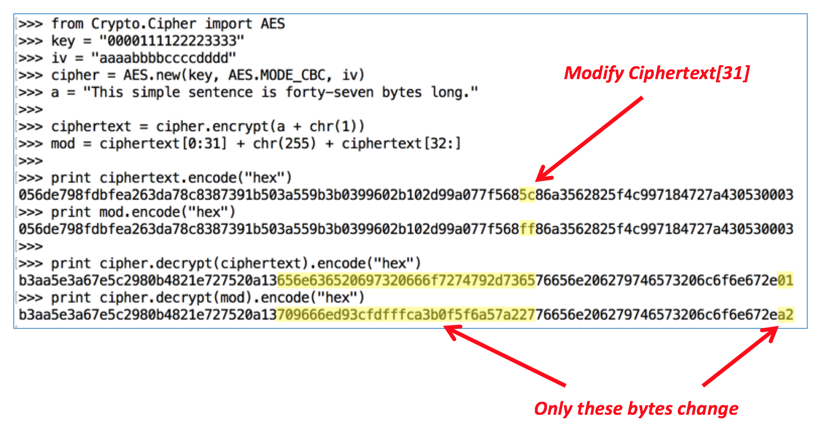 >>> from Crypto.Cipher import AES
>>> key = "0000111122223333"
>>> iv = "aaaabbbbccccdddd"
>>> cipher = AES.new(key, AES.MODE_CBC, iv)
>>> a = "This simple sentence is forty-seven bytes long."
>>>
>>> ciphertext = cipher.encrypt(a + chr(1))
>>> mod = ciphertext[0:31] + chr(255) + ciphertext[32:]
>>>
>>> print ciphertext.encode("hex")
056de798fdbfea263da78c8387391b503a559b3b0399602b102d99a077f5685c86a3562825f4c997184727a430530003
>>> print mod.encode("hex")
056de798fdbfea263da78c8387391b503a559b3b0399602b102d99a077f568ff86a3562825f4c997184727a430530003
>>>
>>> print cipher.decrypt(ciphertext).encode("hex")
b3aa5e3a67e5c2980b4821e727520a13656e636520697320666f7274792d736576656e206279746573206c6f6e672e01
>>> print cipher.decrypt(mod).encode("hex")
b3aa5e3a67e5c2980b4821e727520a13709666ed93cfdfffca3b0f5f6a57a22776656e206279746573206c6f6e672ea2
Modify Ciphertext[31]
Only these bytes change